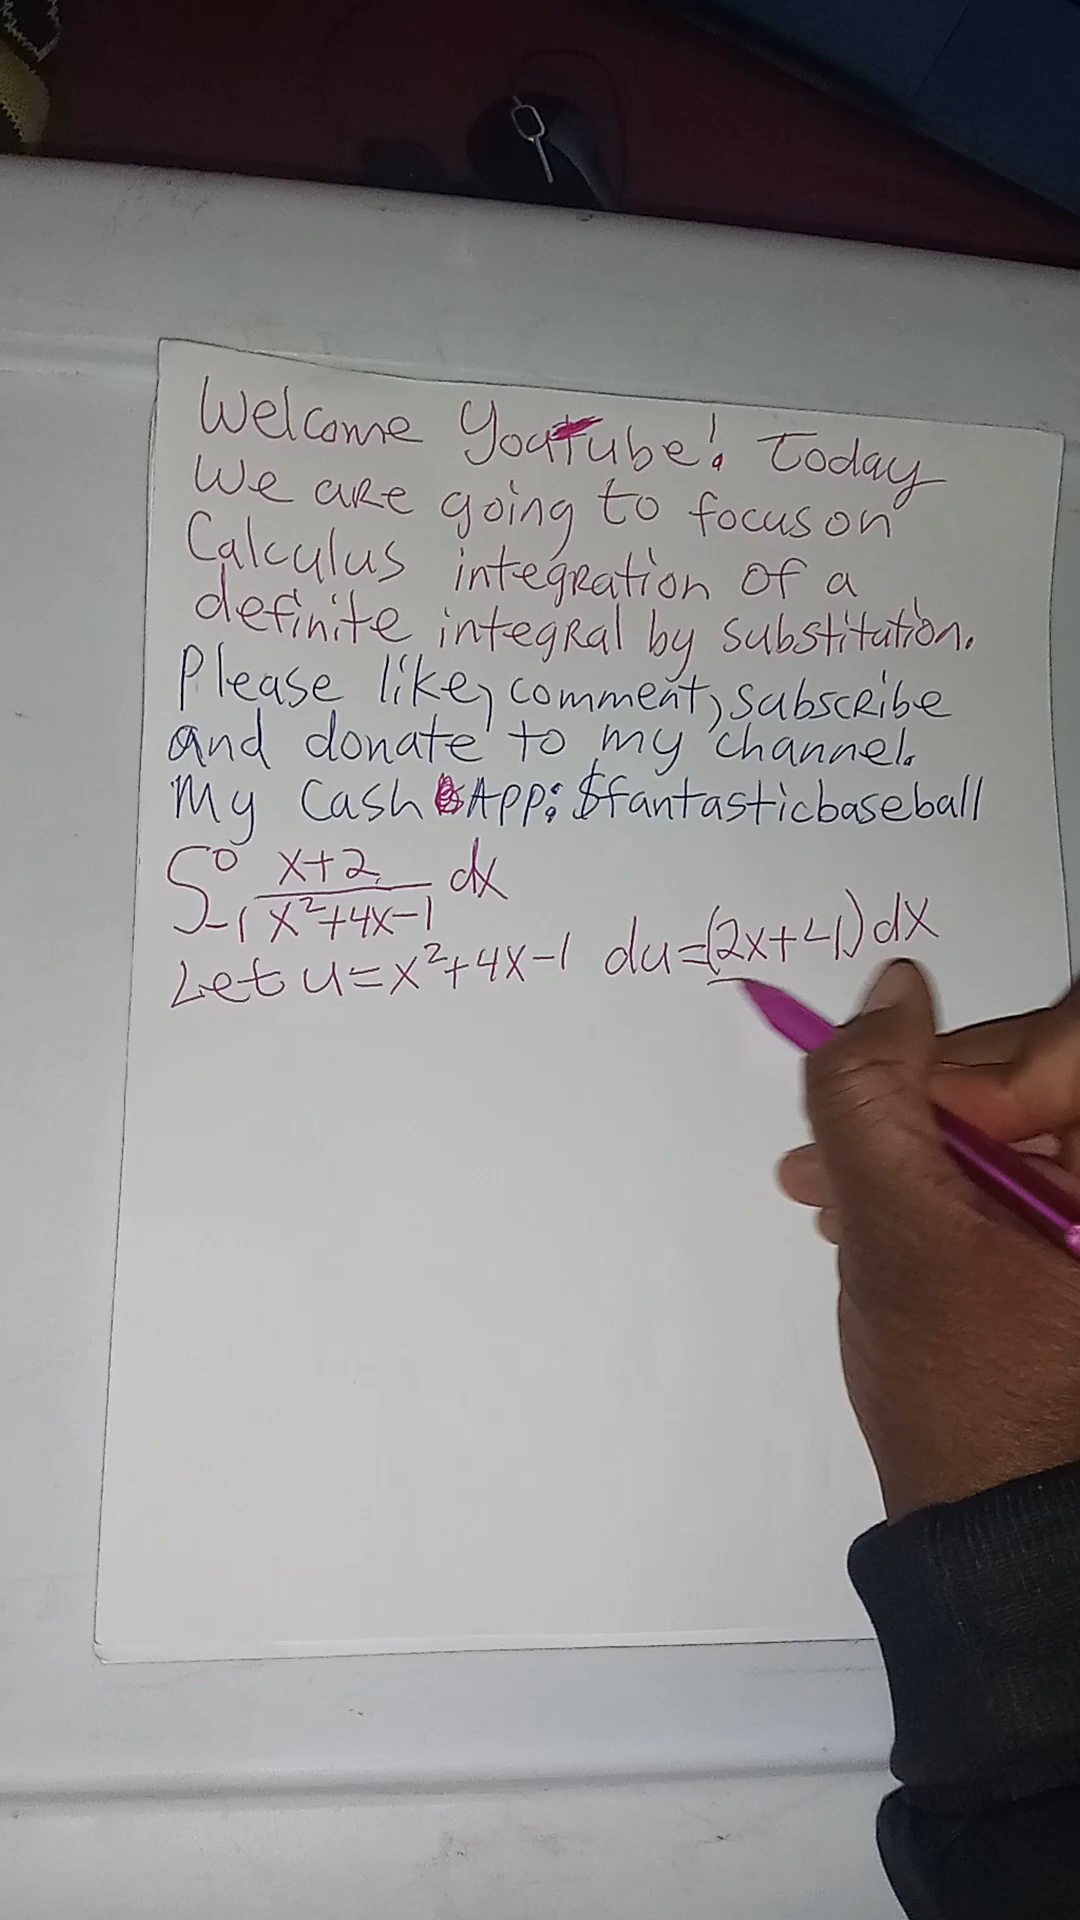 Welcome YouTube! Today
we are going to focus on
Calculus integration of a
definite integral by substitution.
Please like, comment, subscribe
and donate to my channel.
My Cash App: $fantasticbaseball
∫₋₁⁰ (x+2)/(x²+4x-1) dx
Let u=x²+4x-1 du=(2x+4)dx